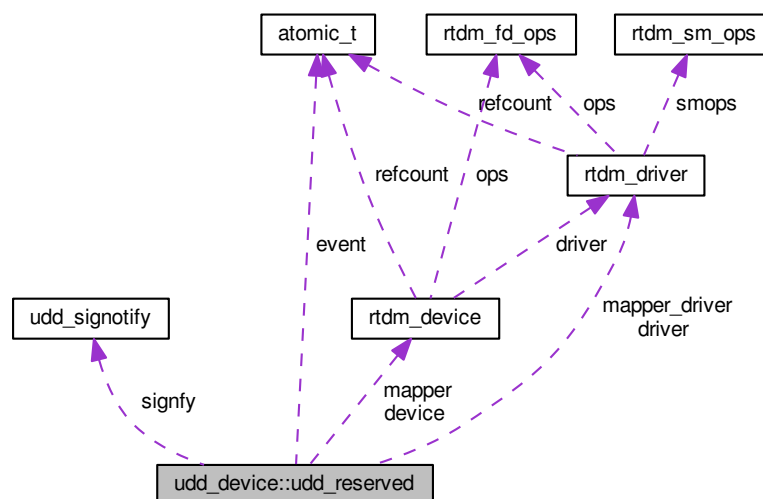 atomic_t
rtdm_fd_ops
rtdm_sm_ops
refcount
ops
smops
rtdm_driver
refcount
ops
event
driver
mapper_driver
driver
udd_signotify
rtdm_device
mapper
device
signfy
udd_device::udd_reserved